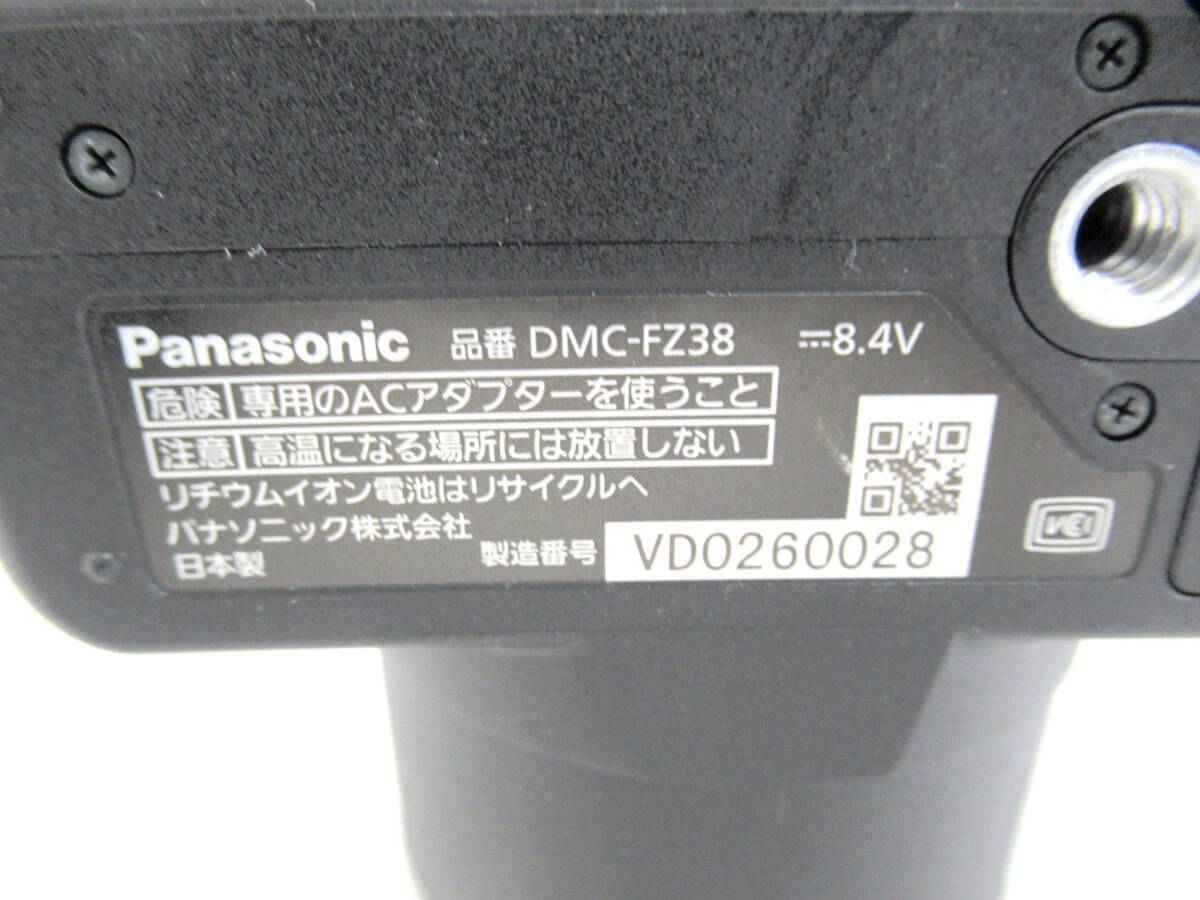 Panasonic 品番 DMC-FZ38 ⎓8.4V
危険 専用のACアダプターを使うこと
注意 高温になる場所には放置しない
リチウムイオン電池はリサイクルへ
パナソニック株式会社
日本製 製造番号 VD0260028